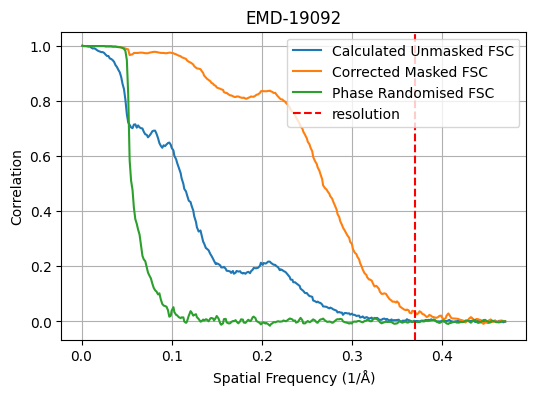 EMD-19092
Calculated Unmasked FSC
Corrected Masked FSC
Phase Randomised FSC
resolution
Correlation
1.0
0.8
0.6
0.4
0.2
0.0
0.0 0.1 0.2 0.3 0.4
Spatial Frequency (1/Å)